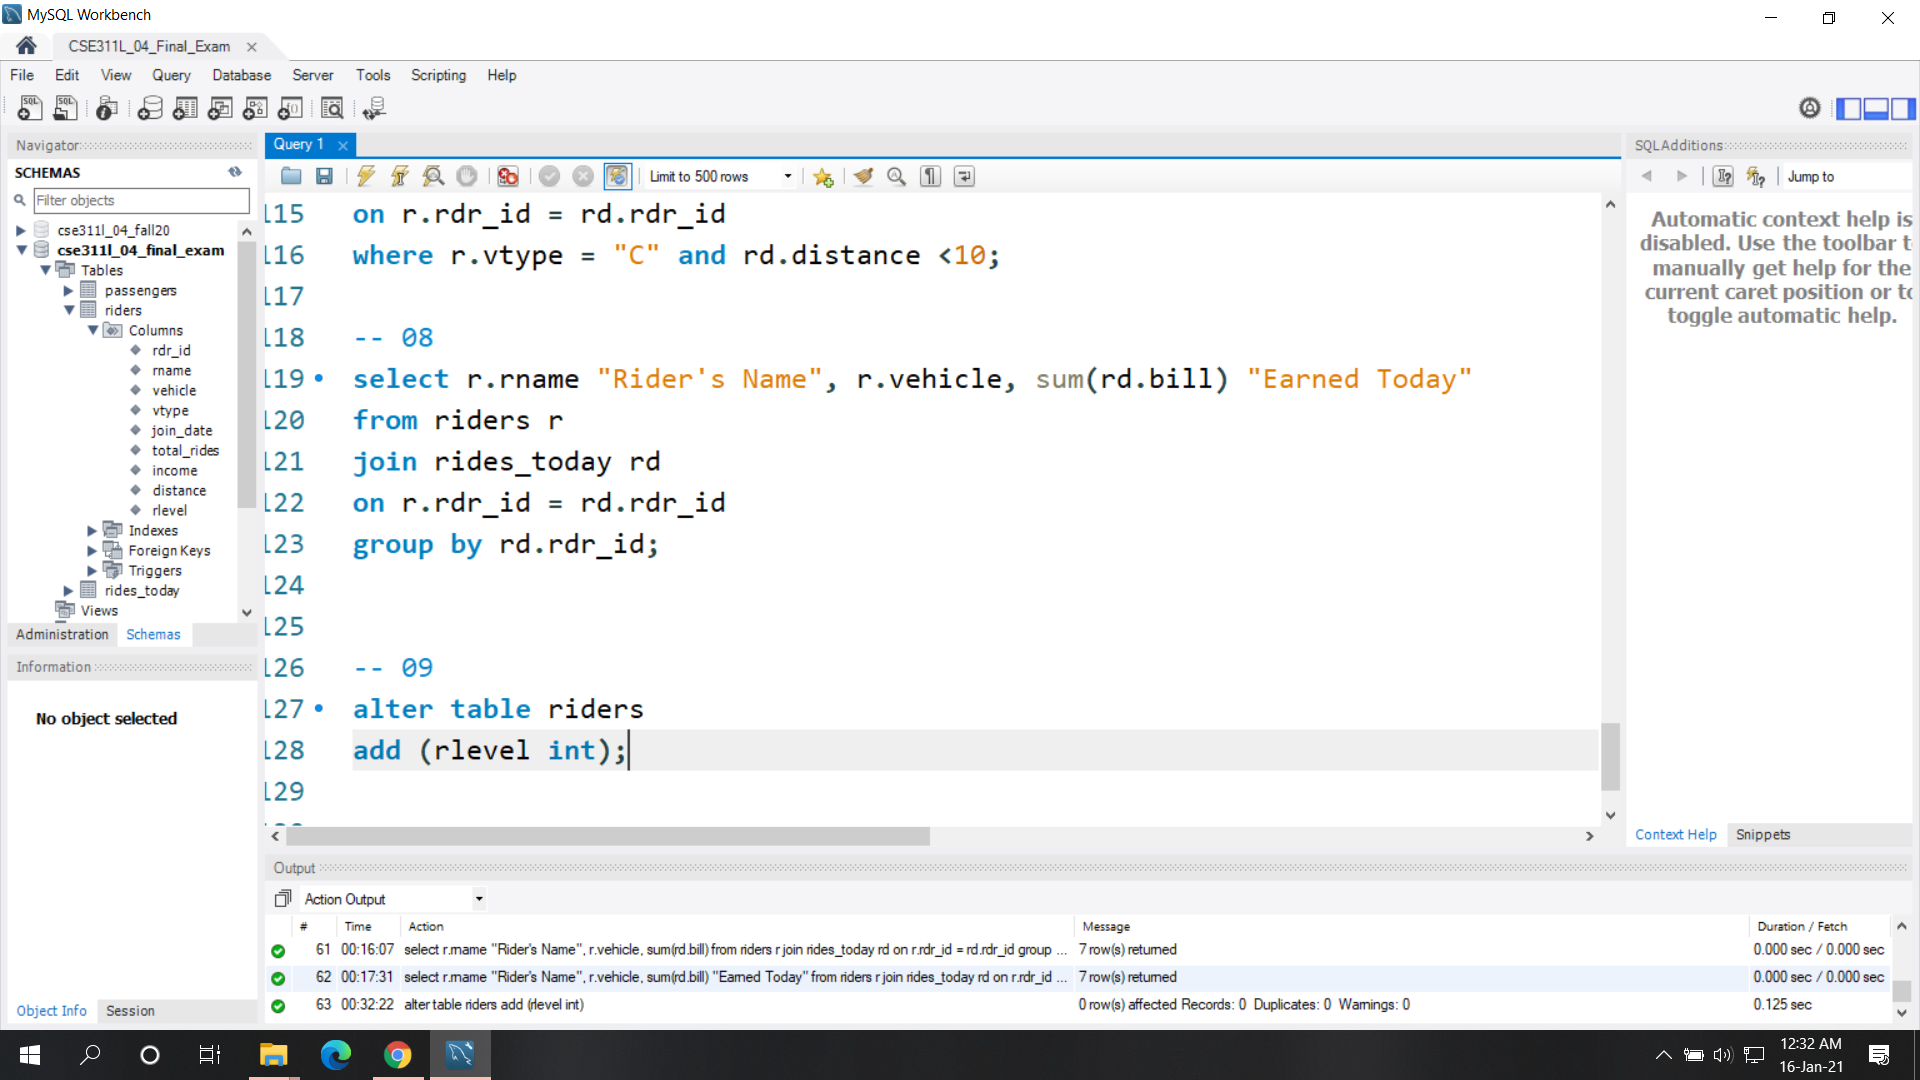 MySQL Workbench
CSE311L_04_Final_Exam
File Edit View Query Database Server Tools Scripting Help
Navigator
SCHEMAS
Filter objects
cse311l_04_fall20
cse311l_04_final_exam
Tables
passengers
riders
Columns
rdr_id
rname
vehicle
vtype
join_date
total_rides
income
distance
rlevel
Indexes
Foreign Keys
Triggers
rides_today
Views
Administration Schemas
Information
No object selected
Object Info Session
Query 1
Limit to 500 rows
115 on r.rdr_id = rd.rdr_id
116 where r.vtype = "C" and rd.distance <10;
117
118 -- 08
119 select r.rname "Rider's Name", r.vehicle, sum(rd.bill) "Earned Today"
120 from riders r
121 join rides_today rd
122 on r.rdr_id = rd.rdr_id
123 group by rd.rdr_id;
124
125
126 -- 09
127 alter table riders
128 add (rlevel int);
129
SQLAdditions
Jump to
Automatic context help is
disabled. Use the toolbar t
manually get help for the
current caret position or to
toggle automatic help.
Context Help Snippets
Output
Action Output
# Time Action Message Duration / Fetch
61 00:16:07 select r.rname "Rider's Name", r.vehicle, sum(rd.bill) from riders r join rides_today rd on r.rdr_id = rd.rdr_id group ... 7 row(s) returned 0.000 sec / 0.000 sec
62 00:17:31 select r.rname "Rider's Name", r.vehicle, sum(rd.bill) "Earned Today" from riders r join rides_today rd on r.rdr_id ... 7 row(s) returned 0.000 sec / 0.000 sec
63 00:32:22 alter table riders add (rlevel int) 0 row(s) affected Records: 0 Duplicates: 0 Warnings: 0 0.125 sec
12:32 AM
16-Jan-21